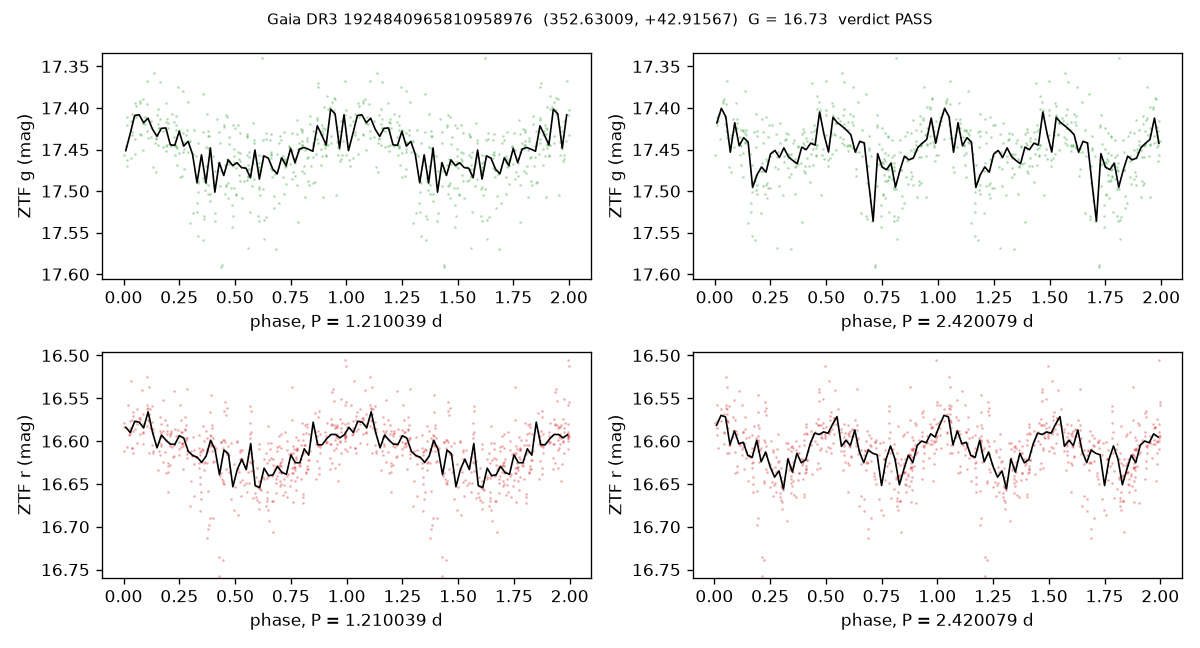 Gaia DR3 1924840965810958976  (352.63009, +42.91567)  G = 16.73  verdict PASS
ZTF g (mag)
17.35
17.40
17.45
17.50
17.55
17.60
0.00 0.25 0.50 0.75 1.00 1.25 1.50 1.75 2.00
phase, P = 1.210039 d
ZTF g (mag)
17.35
17.40
17.45
17.50
17.55
17.60
0.00 0.25 0.50 0.75 1.00 1.25 1.50 1.75 2.00
phase, P = 2.420079 d
ZTF r (mag)
16.50
16.55
16.60
16.65
16.70
16.75
0.00 0.25 0.50 0.75 1.00 1.25 1.50 1.75 2.00
phase, P = 1.210039 d
ZTF r (mag)
16.50
16.55
16.60
16.65
16.70
16.75
0.00 0.25 0.50 0.75 1.00 1.25 1.50 1.75 2.00
phase, P = 2.420079 d